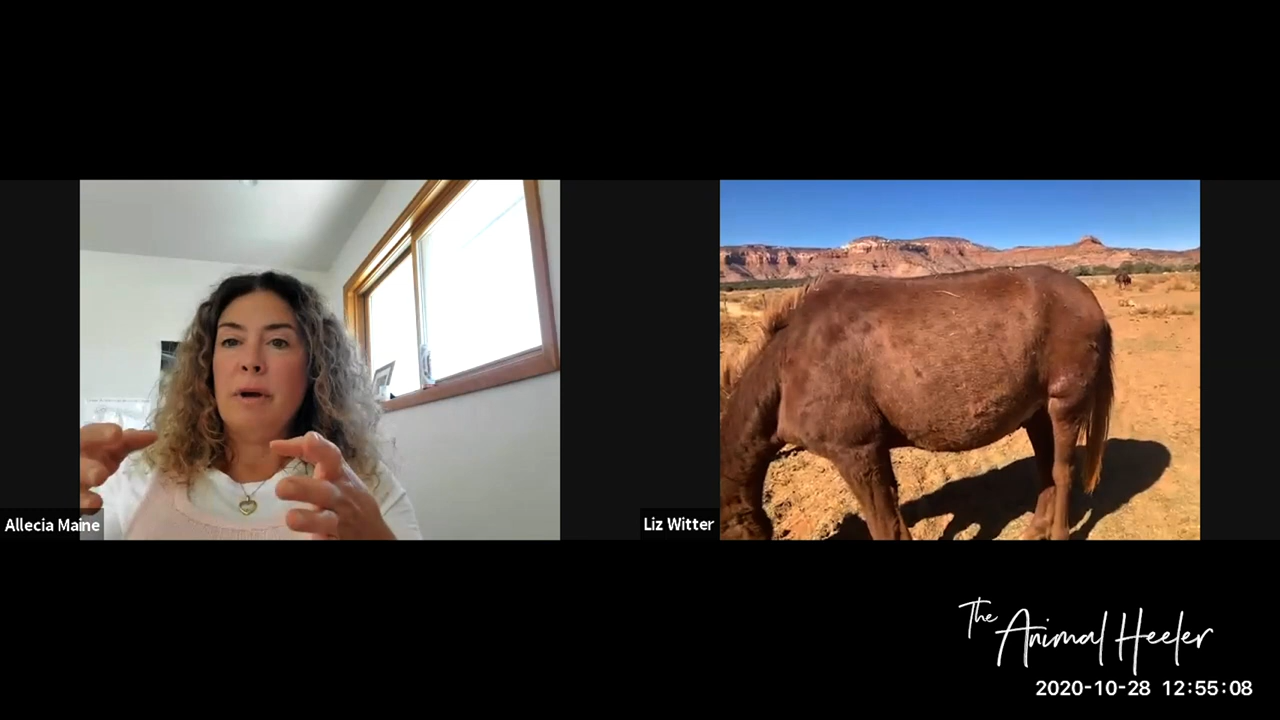 Allecia Maine
Liz Witter
The
Animal Heeler
2020-10-28 12:55:08